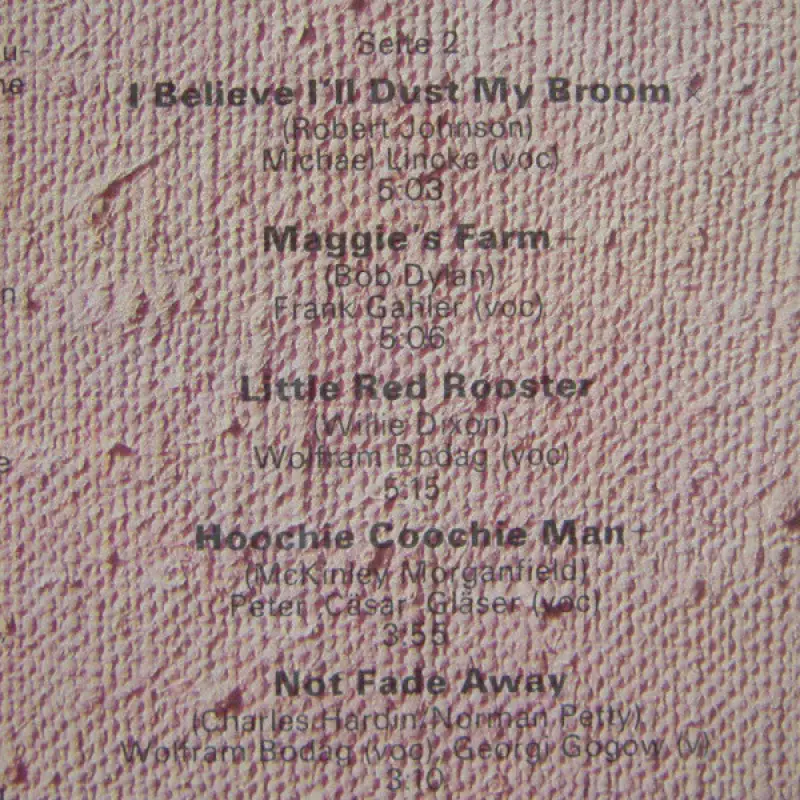 Seite 2
I Believe I'll Dust My Broom
(Robert Johnson)
Michael Lincke (voc)
5:03
Maggie's Farm +
(Bob Dylan)
Frank Gahler (voc)
5:06
Little Red Rooster
(Willie Dixon)
Wolfram Bodag (voc)
5:15
Hoochie Coochie Man +
(McKinley Morganfield)
Peter „Cäsar" Gläser (voc)
3:55
Not Fade Away
(Charles Hardin/Norman Petty)
Wolfram Bodag (voc), Georgi Gogow (vl)
3:10